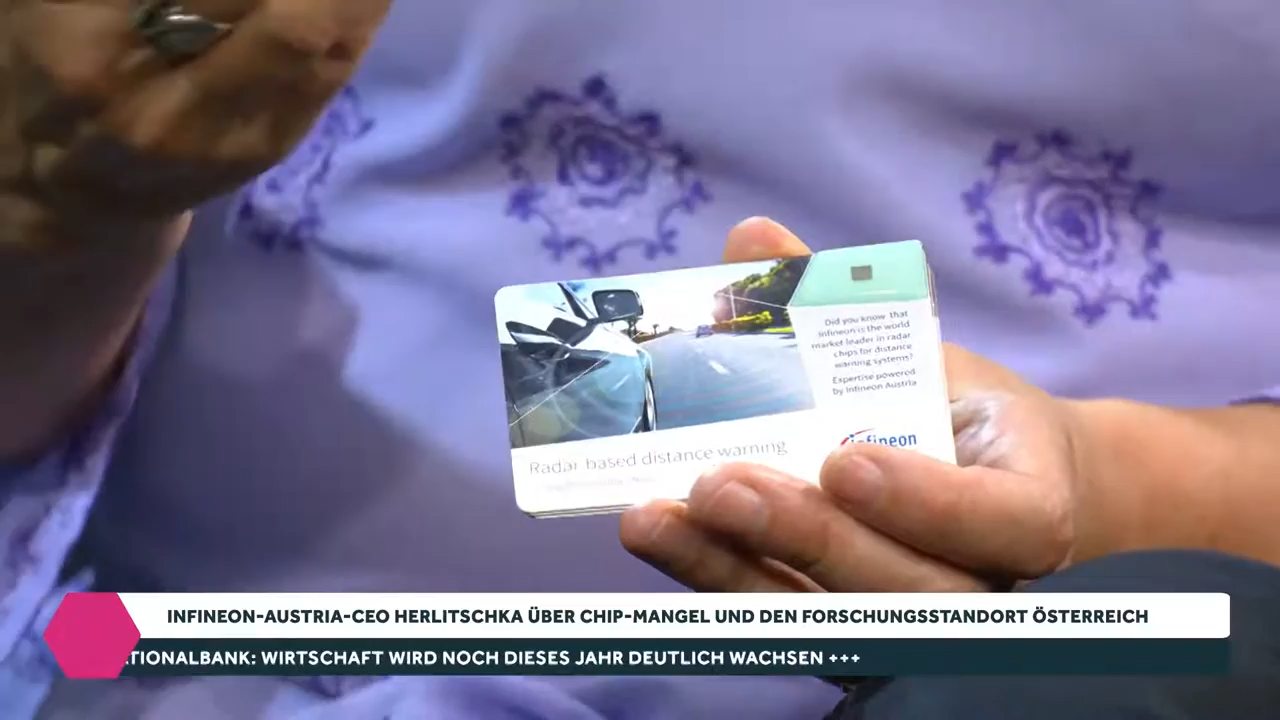 Did you know that
Infineon is the world
market leader in radar
chips for distance
warning systems?
Expertise powered
by Infineon Austria
infineon
Radar based distance warning
INFINEON-AUSTRIA-CEO HERLITSCHKA ÜBER CHIP-MANGEL UND DEN FORSCHUNGSSTANDORT ÖSTERREICH
TIONALBANK: WIRTSCHAFT WIRD NOCH DIESES JAHR DEUTLICH WACHSEN +++